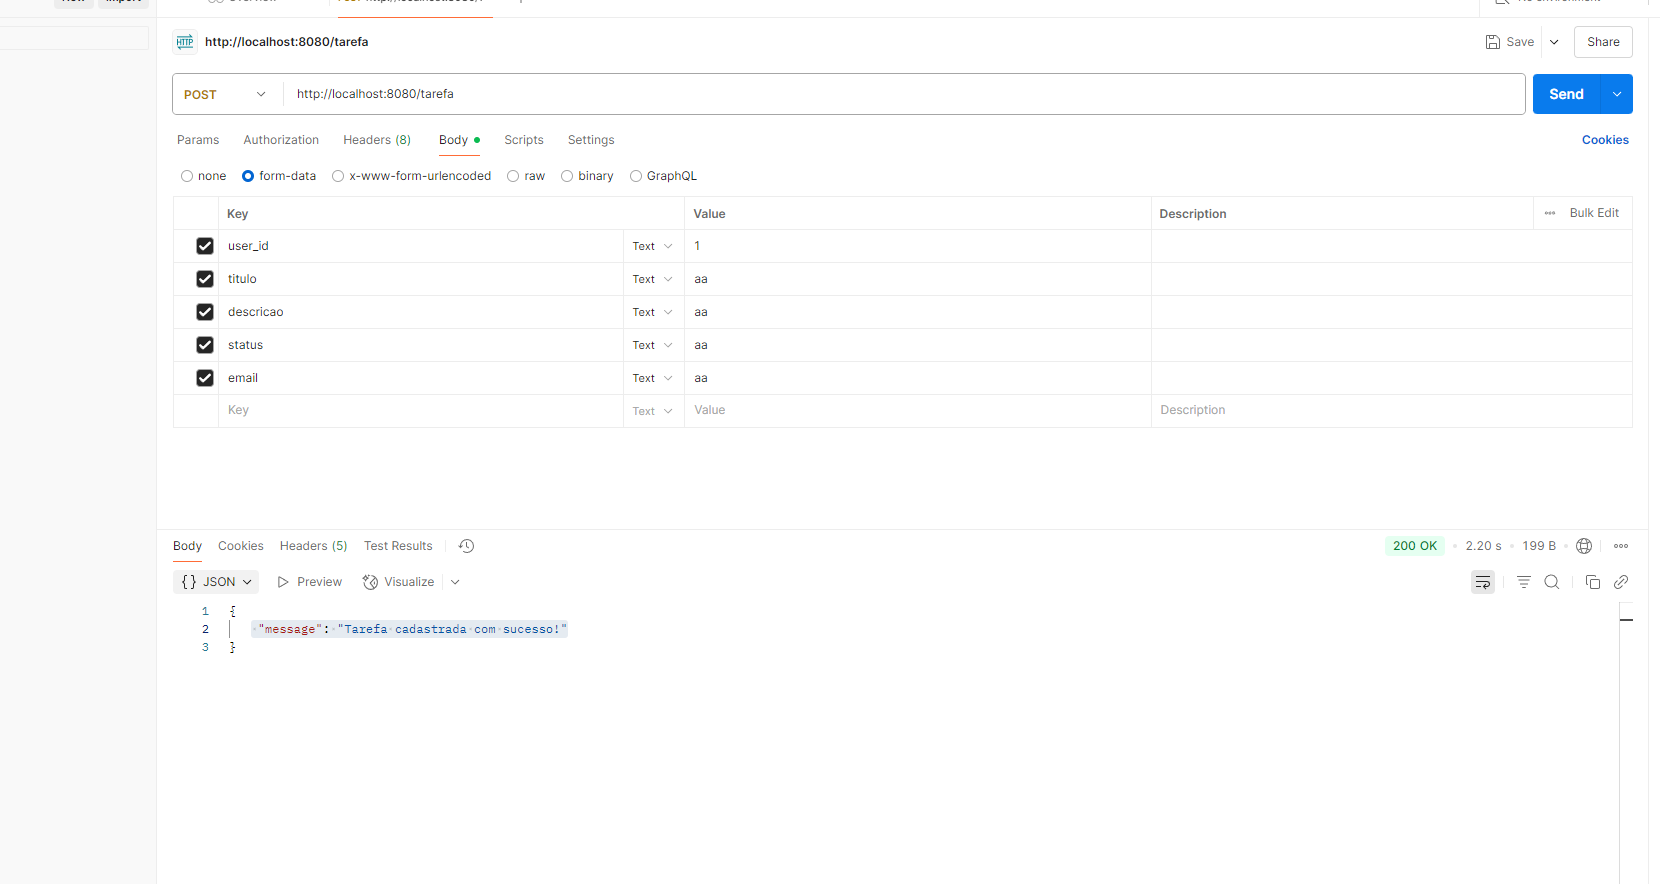 http://localhost:8080/tarefa
Save
Share
POST
http://localhost:8080/tarefa
Send
Params Authorization Headers (8) Body Scripts Settings Cookies
none form-data x-www-form-urlencoded raw binary GraphQL
Key Value Description Bulk Edit
user_id Text 1
titulo Text aa
descricao Text aa
status Text aa
email Text aa
Key Text Value Description
Body Cookies Headers (5) Test Results 200 OK 2.20 s 199 B
{} JSON Preview Visualize
1 {
2 "message": "Tarefa cadastrada com sucesso!"
3 }